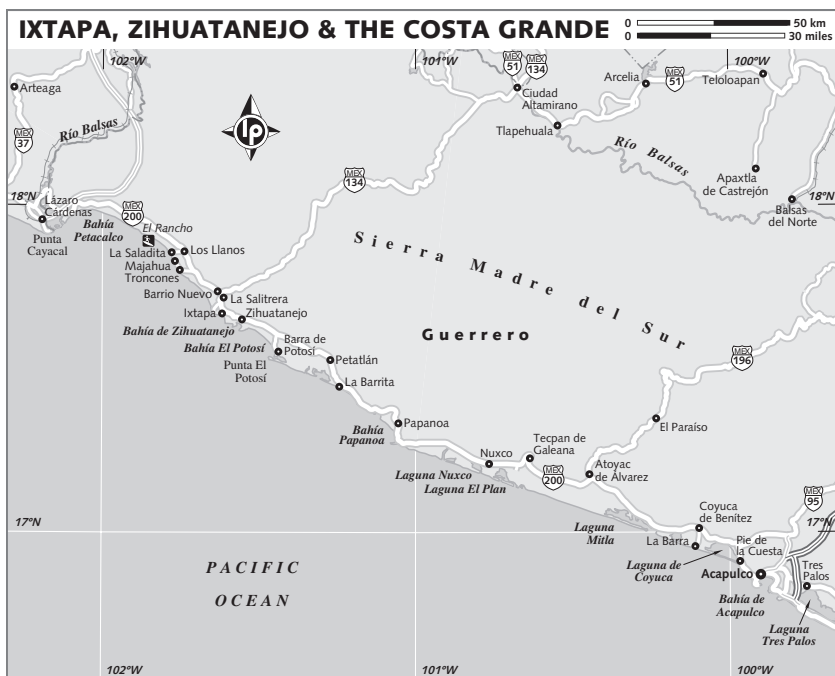 IXTAPA, ZIHUATANEJO & THE COSTA GRANDE
0 50 km
0 30 miles
102°W
101°W
100°W
MEX
51
MEX
134
Arcelia
MEX
51
Teloloapan
Arteaga
Ciudad
Altamirano
Río Balsas
Tlapehuala
MEX
37
lp
Río Balsas
MEX
134
Apaxtla
de Castrejón
18°N
Lázaro
Cárdenas
MEX
200
18°N
Balsas
del Norte
Punta
Cayacal
Bahía
Petacalco
El Rancho
La Saladita
Los Llanos
Majahua
Troncones
Sierra Madre del Sur
Barrio Nuevo
La Salitrera
Ixtapa
Zihuatanejo
Bahía de Zihuatanejo
Guerrero
Bahía El Potosí
Barra de
Potosí
Punta El
Potosí
Petatlán
MEX
196
La Barrita
Papanoa
Bahía
Papanoa
El Paraíso
Nuxco
Tecpan de
Galeana
Laguna Nuxco
Laguna El Plan
MEX
200
Atoyac
de Álvarez
MEX
95
17°N
Laguna
Mitla
Coyuca
de Benítez
17°N
La Barra
Pie de
la Cuesta
Laguna de
Coyuca
Acapulco
Tres
Palos
PACIFIC
OCEAN
Bahía de
Acapulco
Laguna
Tres Palos
102°W
101°W
100°W